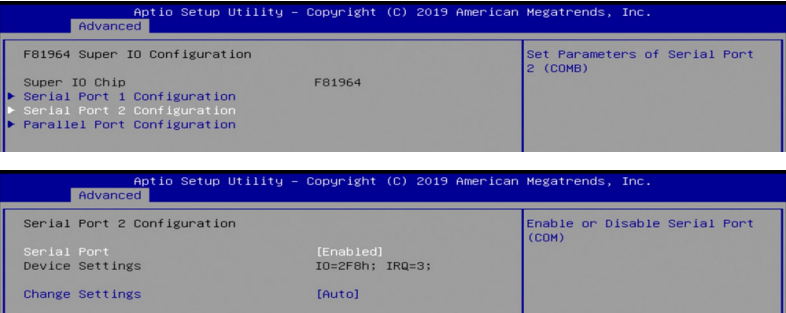 Aptio Setup Utility – Copyright (C) 2019 American Megatrends, Inc.
Advanced
F81964 Super IO Configuration
Super IO Chip F81964
▶ Serial Port 1 Configuration
▶ Serial Port 2 Configuration
▶ Parallel Port Configuration
Set Parameters of Serial Port
2 (COMB)
Aptio Setup Utility – Copyright (C) 2019 American Megatrends, Inc.
Advanced
Serial Port 2 Configuration
Serial Port [Enabled]
Device Settings IO=2F8h; IRQ=3;
Change Settings [Auto]
Enable or Disable Serial Port
(COM)